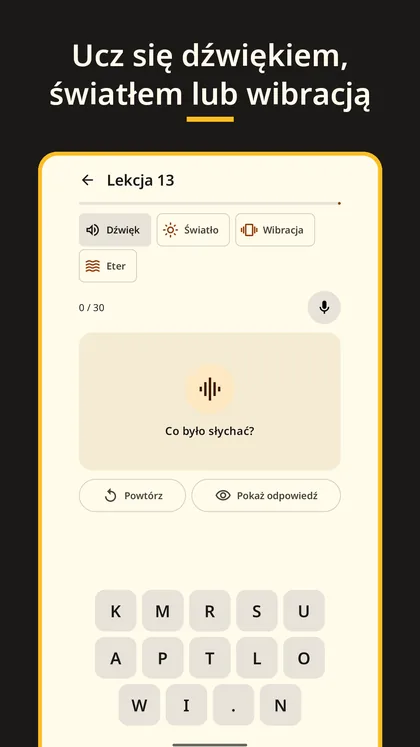 Ucz się dźwiękiem,
światłem lub wibracją
Lekcja 13
Dźwięk
Światło
Wibracja
Eter
0 / 30
Co było słychać?
Powtórz
Pokaż odpowiedź
K M R S U
A P T L O
W I . N